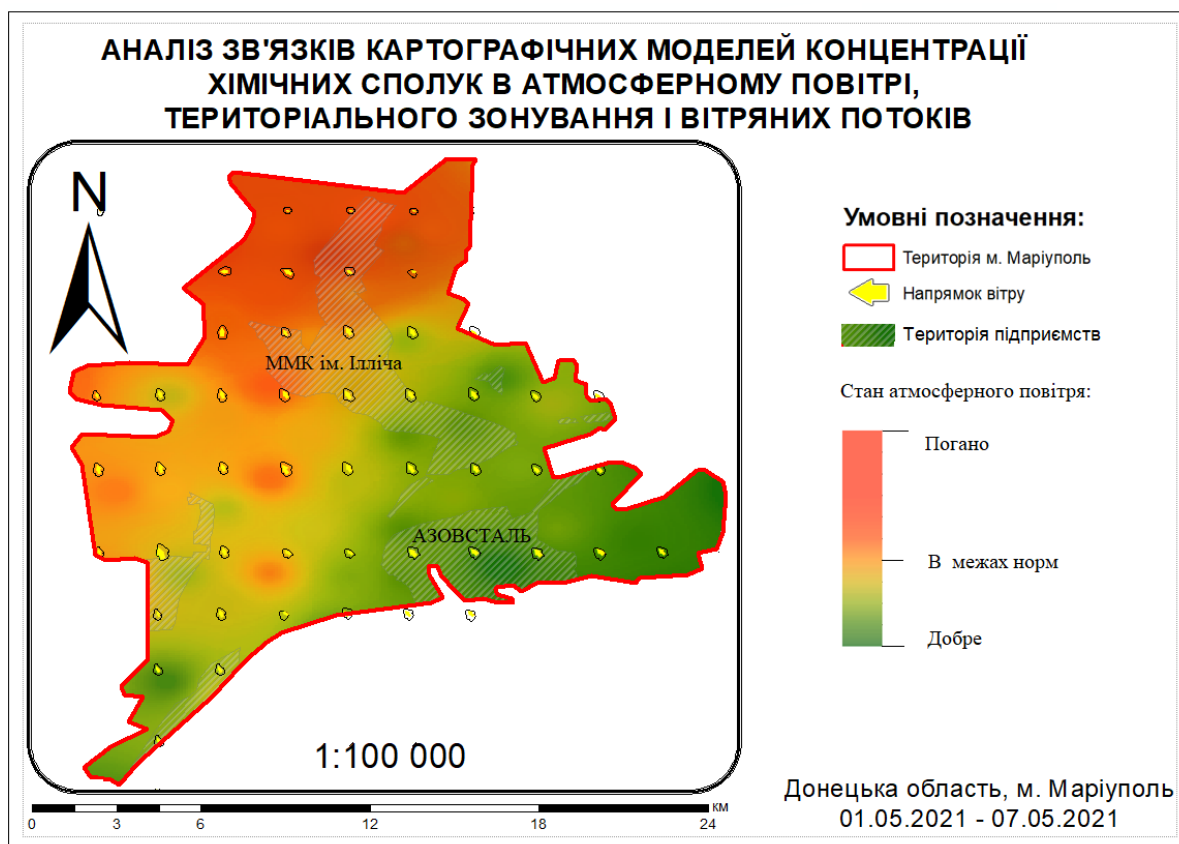 АНАЛІЗ ЗВ'ЯЗКІВ КАРТОГРАФІЧНИХ МОДЕЛЕЙ КОНЦЕНТРАЦІЇ
ХІМІЧНИХ СПОЛУК В АТМОСФЕРНОМУ ПОВІТРІ,
ТЕРИТОРІАЛЬНОГО ЗОНУВАННЯ І ВІТРЯНИХ ПОТОКІВ
N
ММК ім. Ілліча
АЗОВСТАЛЬ
1:100 000
0 3 6 12 18 24 км
Умовні позначення:
Територія м. Маріуполь
Напрямок вітру
Територія підприємств
Стан атмосферного повітря:
Погано
В межах норм
Добре
Донецька область, м. Маріуполь
01.05.2021 - 07.05.2021